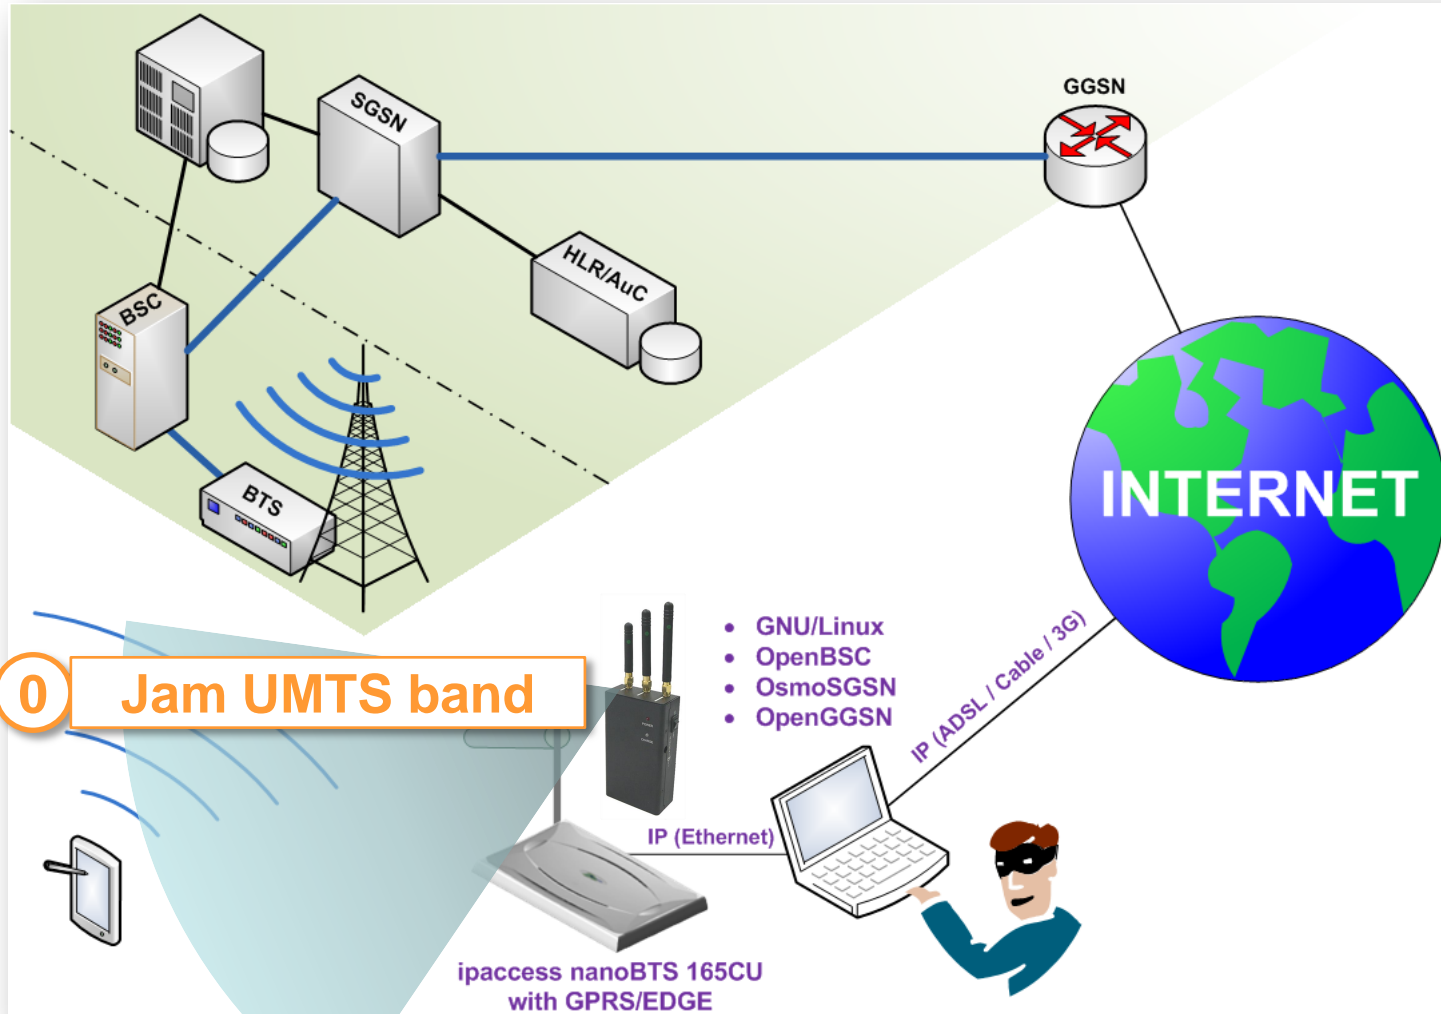 SGSN
GGSN
HLR/AuC
BSC
BTS
INTERNET
0 Jam UMTS band
• GNU/Linux
• OpenBSC
• OsmoSGSN
• OpenGGSN
IP (ADSL / Cable / 3G)
IP (Ethernet)
ipaccess nanoBTS 165CU
with GPRS/EDGE